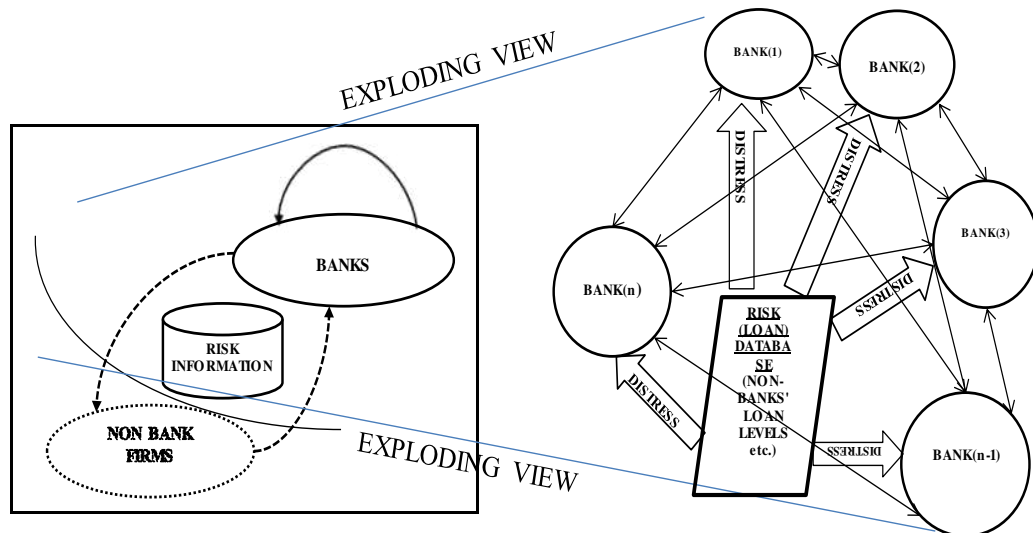 EXPLODING VIEW
BANKS
RISK
INFORMATION
NON BANK
FIRMS
EXPLODING VIEW
BANK(1)
BANK(2)
BANK(3)
BANK(n)
BANK(n-1)
DISTRESS
DISTRESS
DISTRESS
DISTRESS
DISTRESS
RISK
(LOAN)
DATABA
SE
(NON-
BANKS'
LOAN
LEVELS
etc.)